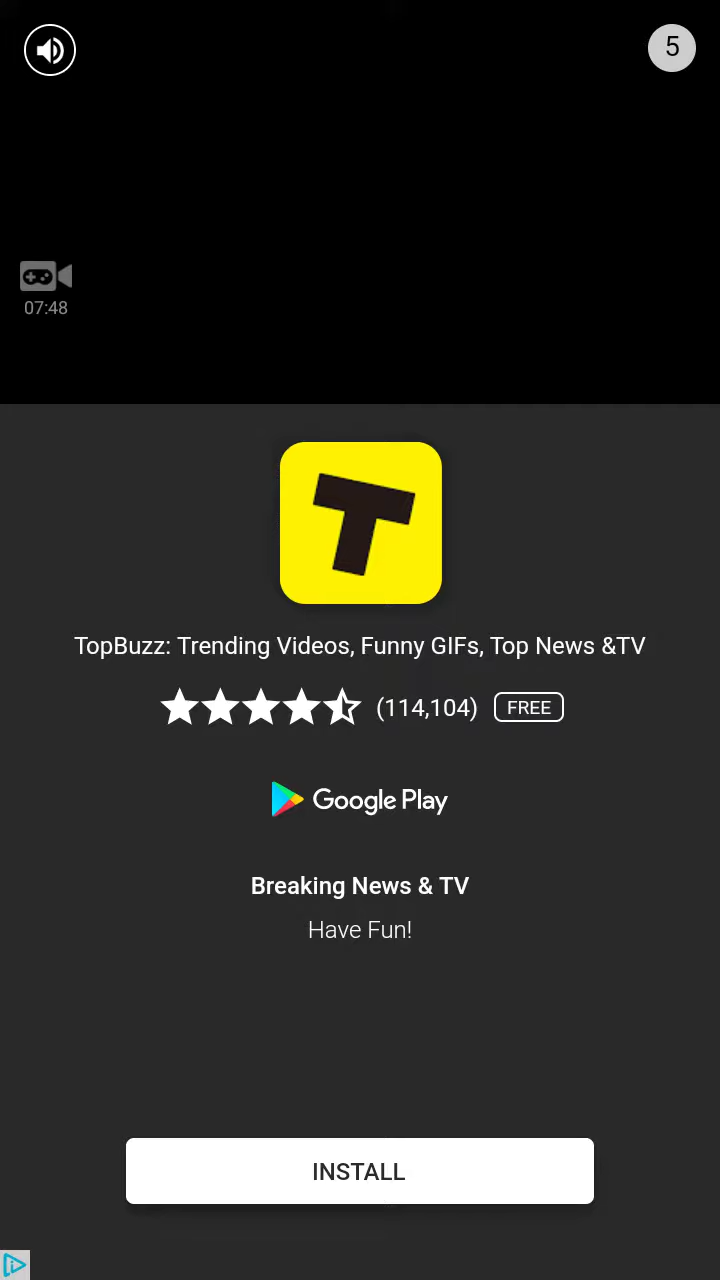 5
07:48
T
TopBuzz: Trending Videos, Funny GIFs, Top News &TV
(114,104) FREE
Google Play
Breaking News & TV
Have Fun!
INSTALL